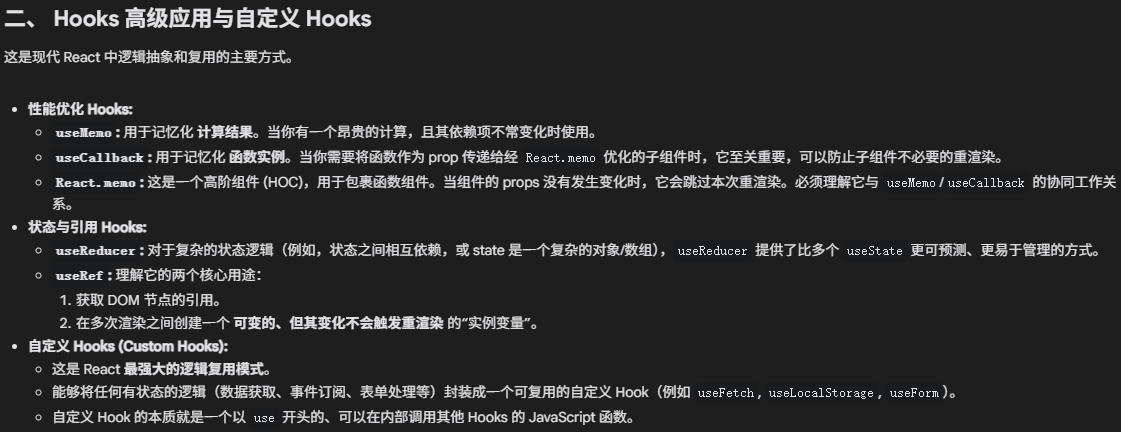 二、 Hooks 高级应用与自定义 Hooks
这是现代 React 中逻辑抽象和复用的主要方式。
• 性能优化 Hooks:
◦ useMemo : 用于记忆化 计算结果。当你有一个昂贵的计算，且其依赖项不常变化时使用。
◦ useCallback : 用于记忆化 函数实例。当你需要将函数作为 prop 传递给经 React.memo 优化的子组件时，它至关重要，可以防止子组件不必要的重渲染。
◦ React.memo : 这是一个高阶组件 (HOC)，用于包裹函数组件。当组件的 props 没有发生变化时，它会跳过本次重渲染。必须理解它与 useMemo / useCallback 的协同工作关
系。
• 状态与引用 Hooks:
◦ useReducer : 对于复杂的状态逻辑（例如，状态之间相互依赖，或 state 是一个复杂的对象/数组）， useReducer 提供了比多个 useState 更可预测、更易于管理的方式。
◦ useRef : 理解它的两个核心用途：
1. 获取 DOM 节点的引用。
2. 在多次渲染之间创建一个 可变的、但其变化不会触发重渲染 的“实例变量”。
• 自定义 Hooks (Custom Hooks):
◦ 这是 React 最强大的逻辑复用模式。
◦ 能够将任何有状态的逻辑（数据获取、事件订阅、表单处理等）封装成一个可复用的自定义 Hook（例如 useFetch , useLocalStorage , useForm ）。
◦ 自定义 Hook 的本质就是一个以 use 开头的、可以在内部调用其他 Hooks 的 JavaScript 函数。